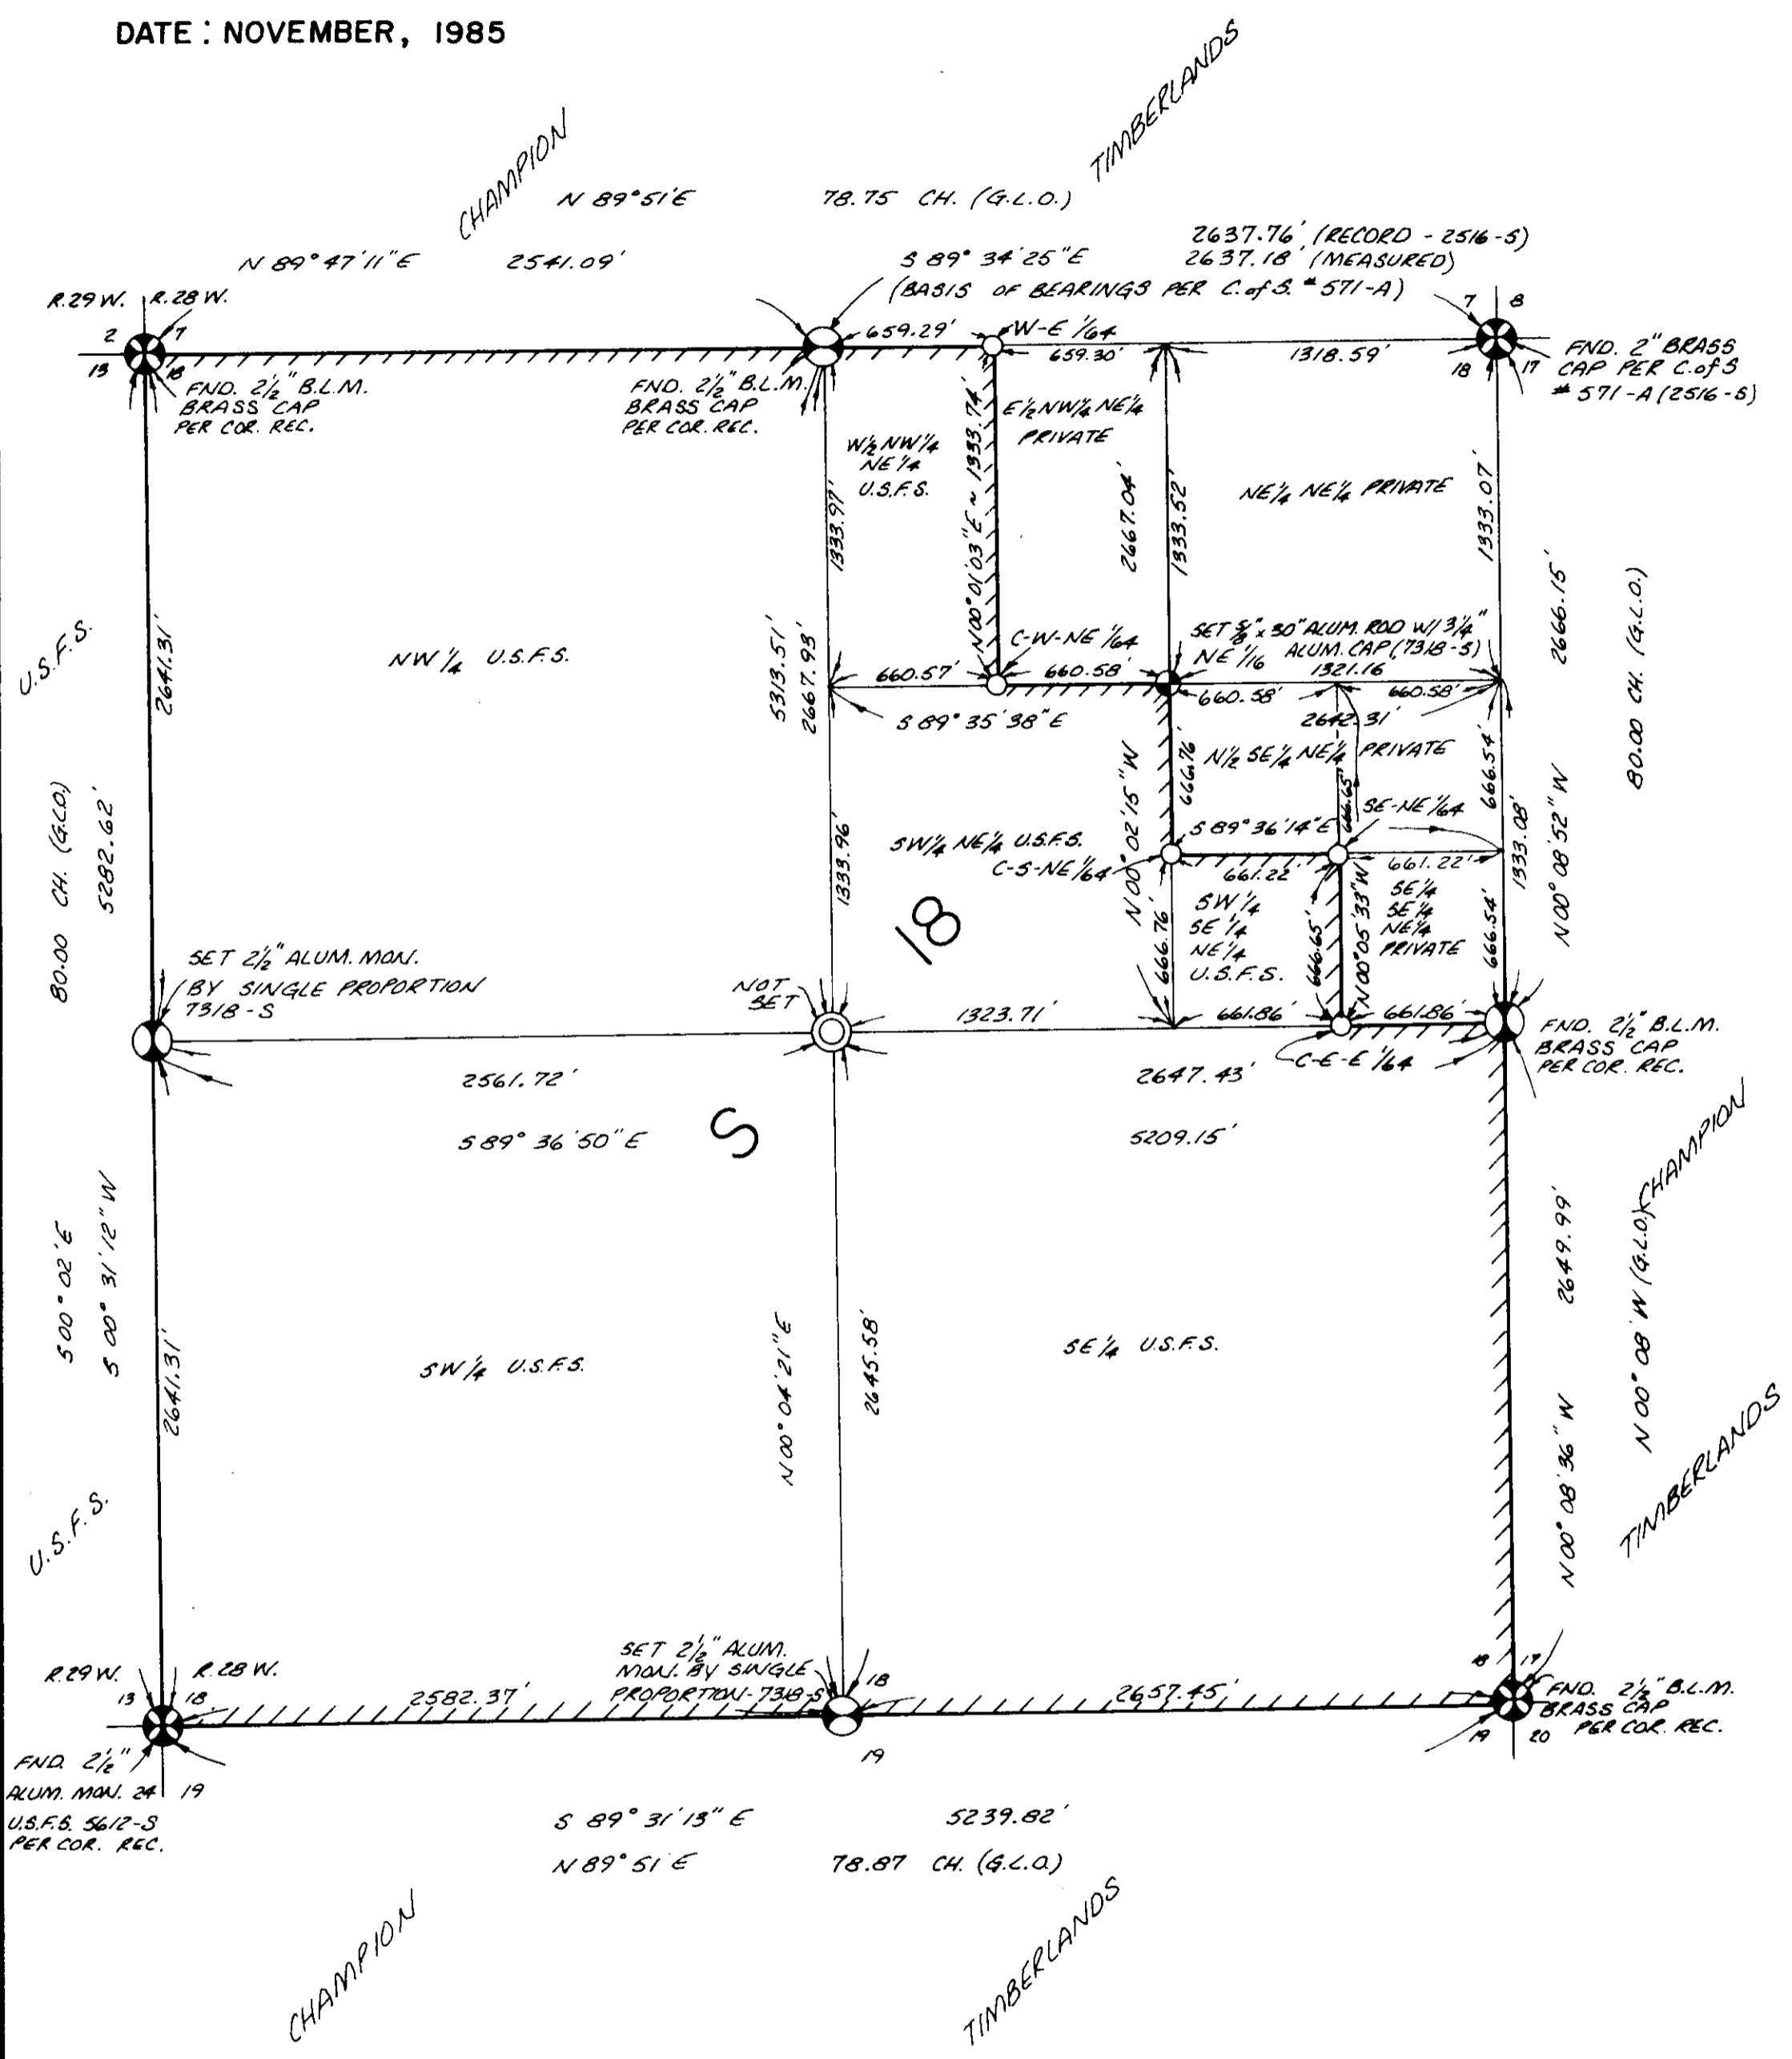 DATE : NOVEMBER, 1985
CHAMPION
TIMBERLANDS
N 89° 51' E 78.75 CH. (G.L.O.)
N 89° 47' 11" E 2541.09'
S 89° 34' 25" E
2637.76' (RECORD - 2516-S)
2637.18' (MEASURED)
(BASIS OF BEARINGS PER C. of S. # 571-A)
R. 29 W. R. 28 W.
2 7
13 18
7 8
18 17
659.29'
W-E 1/64
659.30'
1318.59'
FND. 2" BRASS
CAP PER C. of S
# 571-A (2516-S)
FND. 2½" B.L.M.
BRASS CAP
PER COR. REC.
FND. 2½" B.L.M.
BRASS CAP
PER COR. REC.
W½ NW¼
NE¼
U.S.F.S.
E½ NW¼ NE¼
PRIVATE
NE¼ NE¼ PRIVATE
1333.97'
N 00° 01' 03" E ~ 1333.74'
2667.04'
1333.52'
1333.07'
2666.15'
80.00 CH. (G.L.O.)
U.S.F.S.
2641.31'
NW¼ U.S.F.S.
5313.51'
2667.93'
C-W-NE 1/64
SET ⅝" x 30" ALUM. ROD W/ 3¼"
NE 1/16 ALUM. CAP (7318-S)
1321.16
660.57'
660.58'
660.58'
660.58'
S 89° 35' 38" E
2642.31'
N½ SE¼ NE¼ PRIVATE
N 00° 02' 15" W
666.76'
666.65'
666.54'
1333.08'
N 00° 08' 52" W
80.00 CH. (G.L.O.)
5282.62'
1333.96'
SW¼ NE¼ U.S.F.S.
C-S-NE 1/64
S 89° 36' 14" E
SE-NE 1/64
661.22'
661.22'
SW¼
SE¼
NE¼
U.S.F.S.
SE¼
SE¼
NE¼
PRIVATE
666.76'
666.65'
N 00° 05' 33" W
666.54'
18
SET 2½" ALUM. MON.
BY SINGLE PROPORTION
7318-S
NOT
SET
1323.71'
661.86'
661.86'
C-E-E 1/64
FND. 2½" B.L.M.
BRASS CAP
PER COR. REC.
2561.72'
2647.43'
S
S 89° 36' 50" E
5209.15'
S 00° 02' E
S 00° 31' 12" W
2641.31'
SW¼ U.S.F.S.
N 00° 04' 21" E
2645.58'
SE¼ U.S.F.S.
2649.99'
N 00° 08' 36" W
N 00° 08' W (G.L.O.)
CHAMPION
TIMBERLANDS
U.S.F.S.
R. 29 W. R. 28 W.
13 18
SET 2½" ALUM.
MON. BY SINGLE
PROPORTION-7318-S
18
2582.37'
2657.45'
18 17
FND. 2½" B.L.M.
BRASS CAP
PER COR. REC.
19 20
19
FND. 2½"
ALUM. MON. 24 19
U.S.F.S. 5612-S
PER COR. REC.
S 89° 31' 13" E 5239.82'
N 89° 51' E 78.87 CH. (G.L.O.)
CHAMPION
TIMBERLANDS